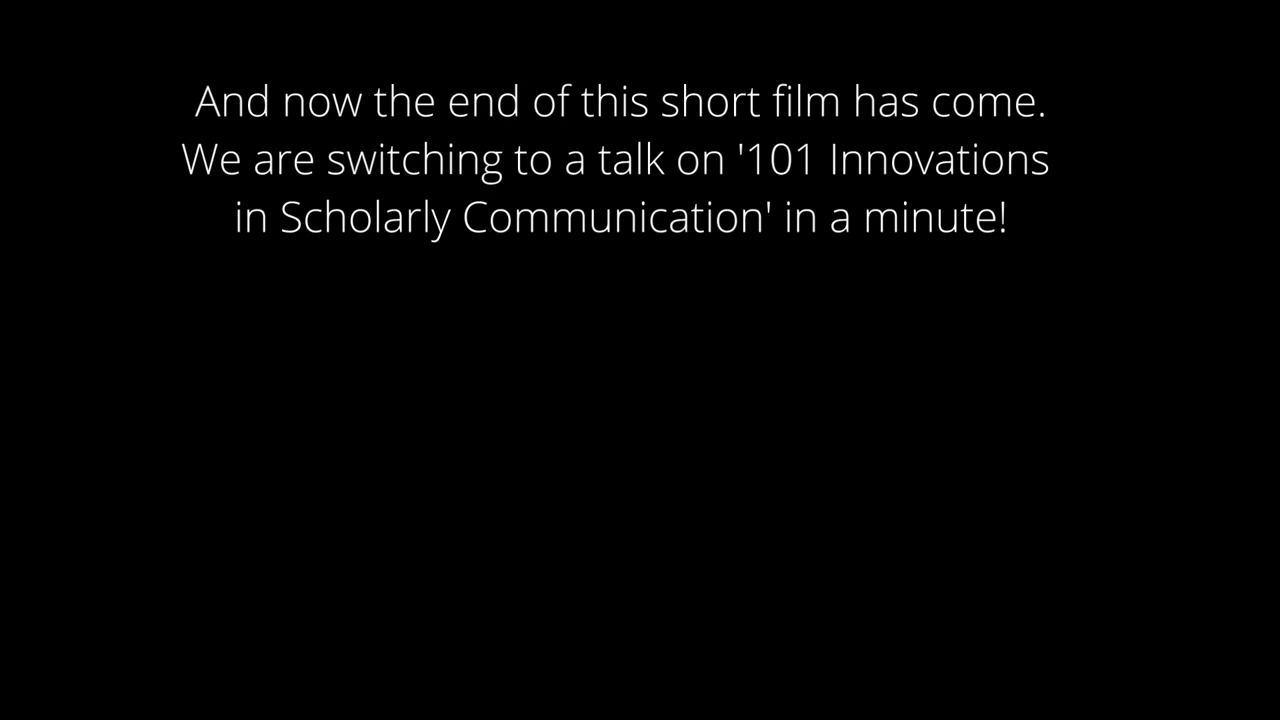 And now the end of this short film has come.
We are switching to a talk on '101 Innovations
in Scholarly Communication' in a minute!